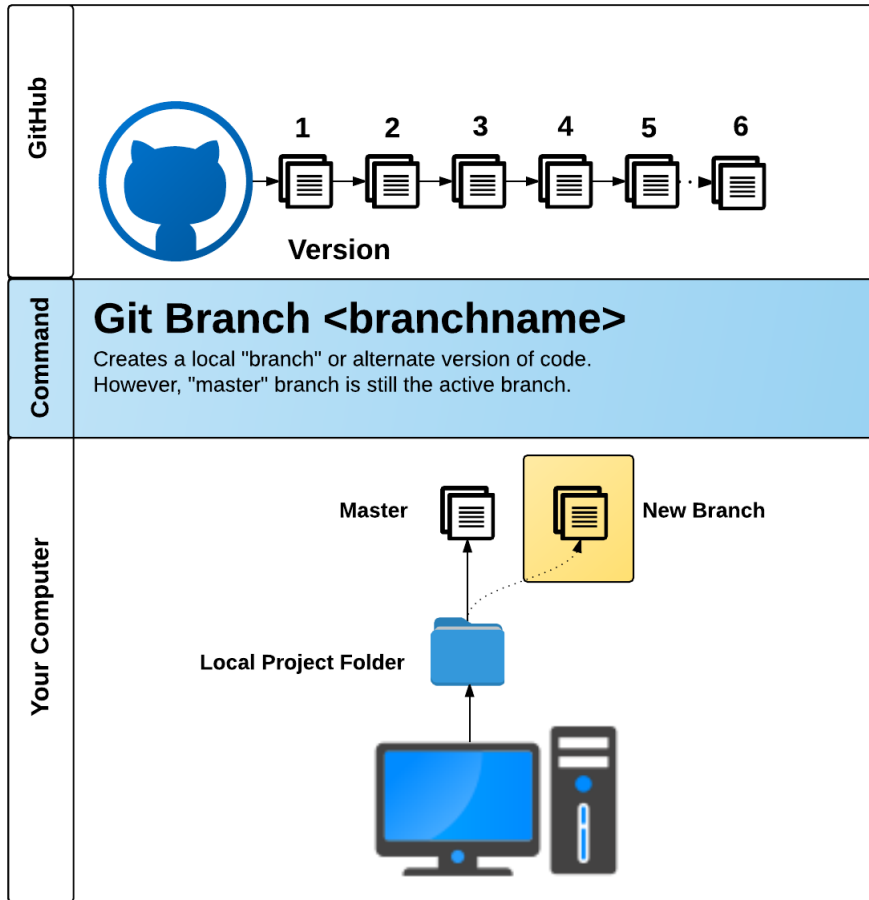 GitHub
1 2 3 4 5 6
Version
Command
Git Branch <branchname>
Creates a local "branch" or alternate version of code.
However, "master" branch is still the active branch.
Your Computer
Master
New Branch
Local Project Folder